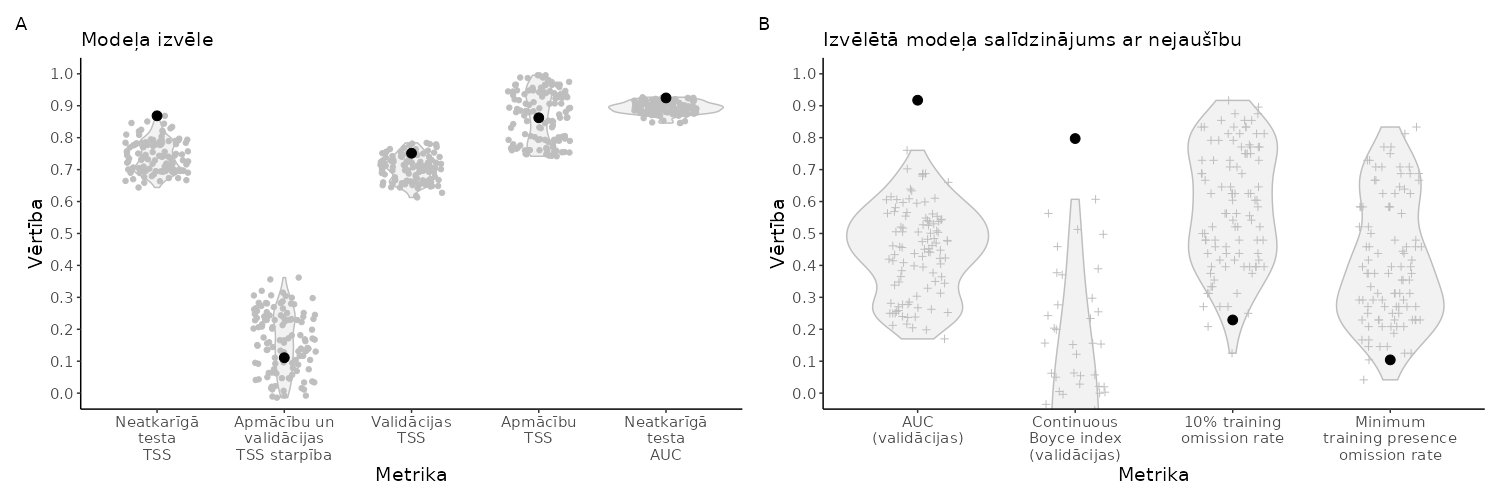 A
Modeļa izvēle
Vērtība
1.0
0.9
0.8
0.7
0.6
0.5
0.4
0.3
0.2
0.1
0.0
Neatkarīgā
testa
TSS
Apmācību un
validācijas
TSS starpība
Validācijas
TSS
Apmācību
TSS
Neatkarīgā
testa
AUC
Metrika
B
Izvēlētā modeļa salīdzinājums ar nejaušību
Vērtība
1.0
0.9
0.8
0.7
0.6
0.5
0.4
0.3
0.2
0.1
0.0
AUC
(validācijas)
Continuous
Boyce index
(validācijas)
10% training
omission rate
Minimum
training presence
omission rate
Metrika